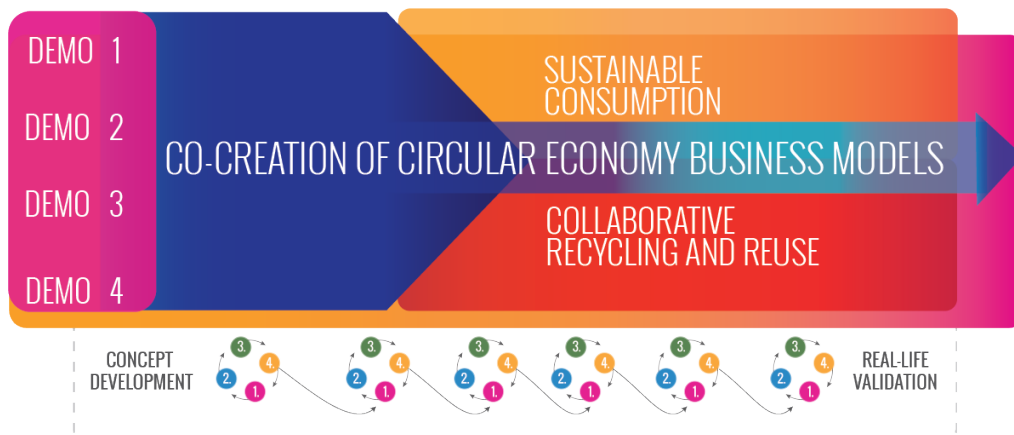 DEMO 1
DEMO 2
DEMO 3
DEMO 4
CO-CREATION OF CIRCULAR ECONOMY BUSINESS MODELS
SUSTAINABLE
CONSUMPTION
COLLABORATIVE
RECYCLING AND REUSE
CONCEPT
DEVELOPMENT
3.
4.
2.
1.
3.
4.
2.
1.
3.
4.
2.
1.
3.
4.
2.
1.
3.
4.
2.
1.
3.
4.
2.
1.
REAL-LIFE
VALIDATION